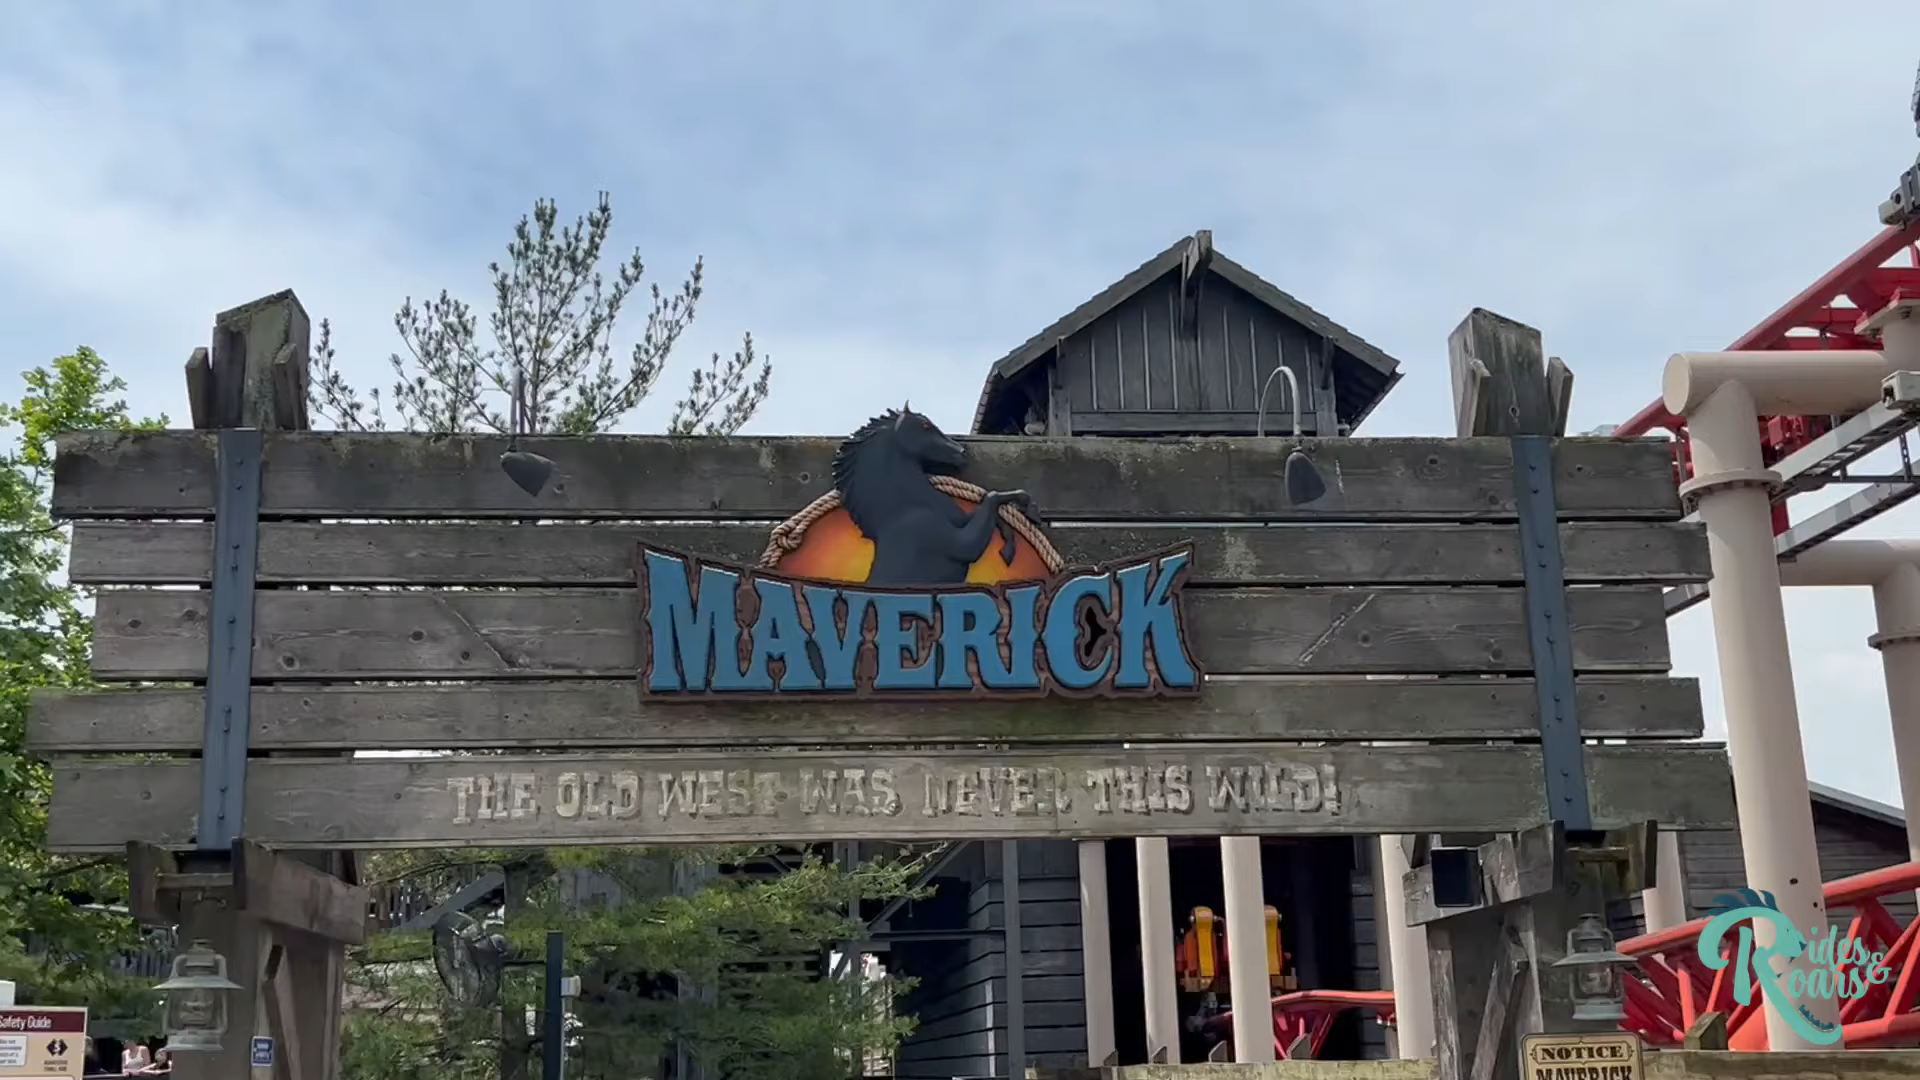 MAVERICK
THE OLD WEST WAS NEVER THIS WILD!
Safety Guide
NOTICE
MAVERICK
Rides &
Roars